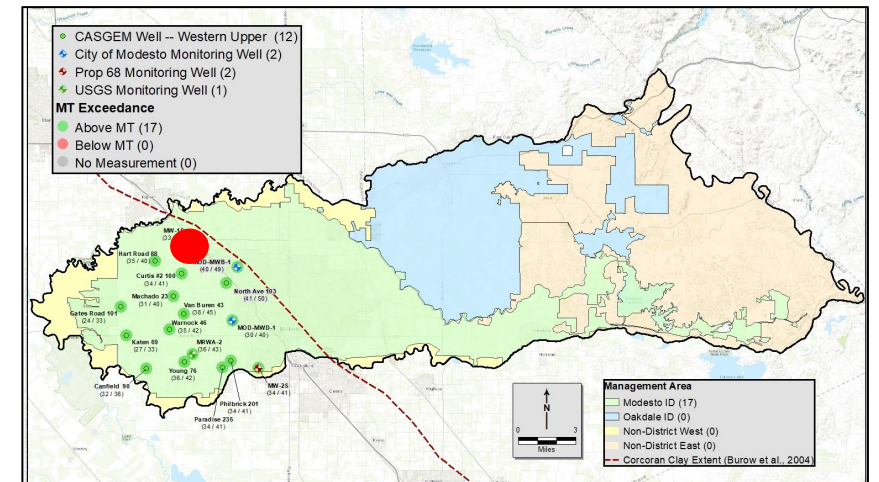 CASGEM Well -- Western Upper (12)
City of Modesto Monitoring Well (2)
Prop 68 Monitoring Well (2)
USGS Monitoring Well (1)
MT Exceedance
Above MT (17)
Below MT (0)
No Measurement (0)
Hart Road 88
(35 / 40)
MOD-MWB-1
(40 / 49)
Curtis #2 100
(34 / 41)
North Ave 103
(41 / 50)
Machado 23
(31 / 40)
Van Buren 43
(38 / 45)
Gates Road 101
(24 / 33)
Warnock 46
(35 / 42)
MOD-MWD-1
(30 / 40)
Katen 69
(27 / 33)
MRWA-2
(36 / 43)
Young 76
(36 / 42)
Canfield 90
(32 / 36)
MW-2S
(34 / 41)
Philbrick 201
(34 / 41)
Paradise 235
(34 / 41)
N
0 3
Miles
Management Area
Modesto ID (17)
Oakdale ID (0)
Non-District West (0)
Non-District East (0)
Corcoran Clay Extent (Burow et al., 2004)